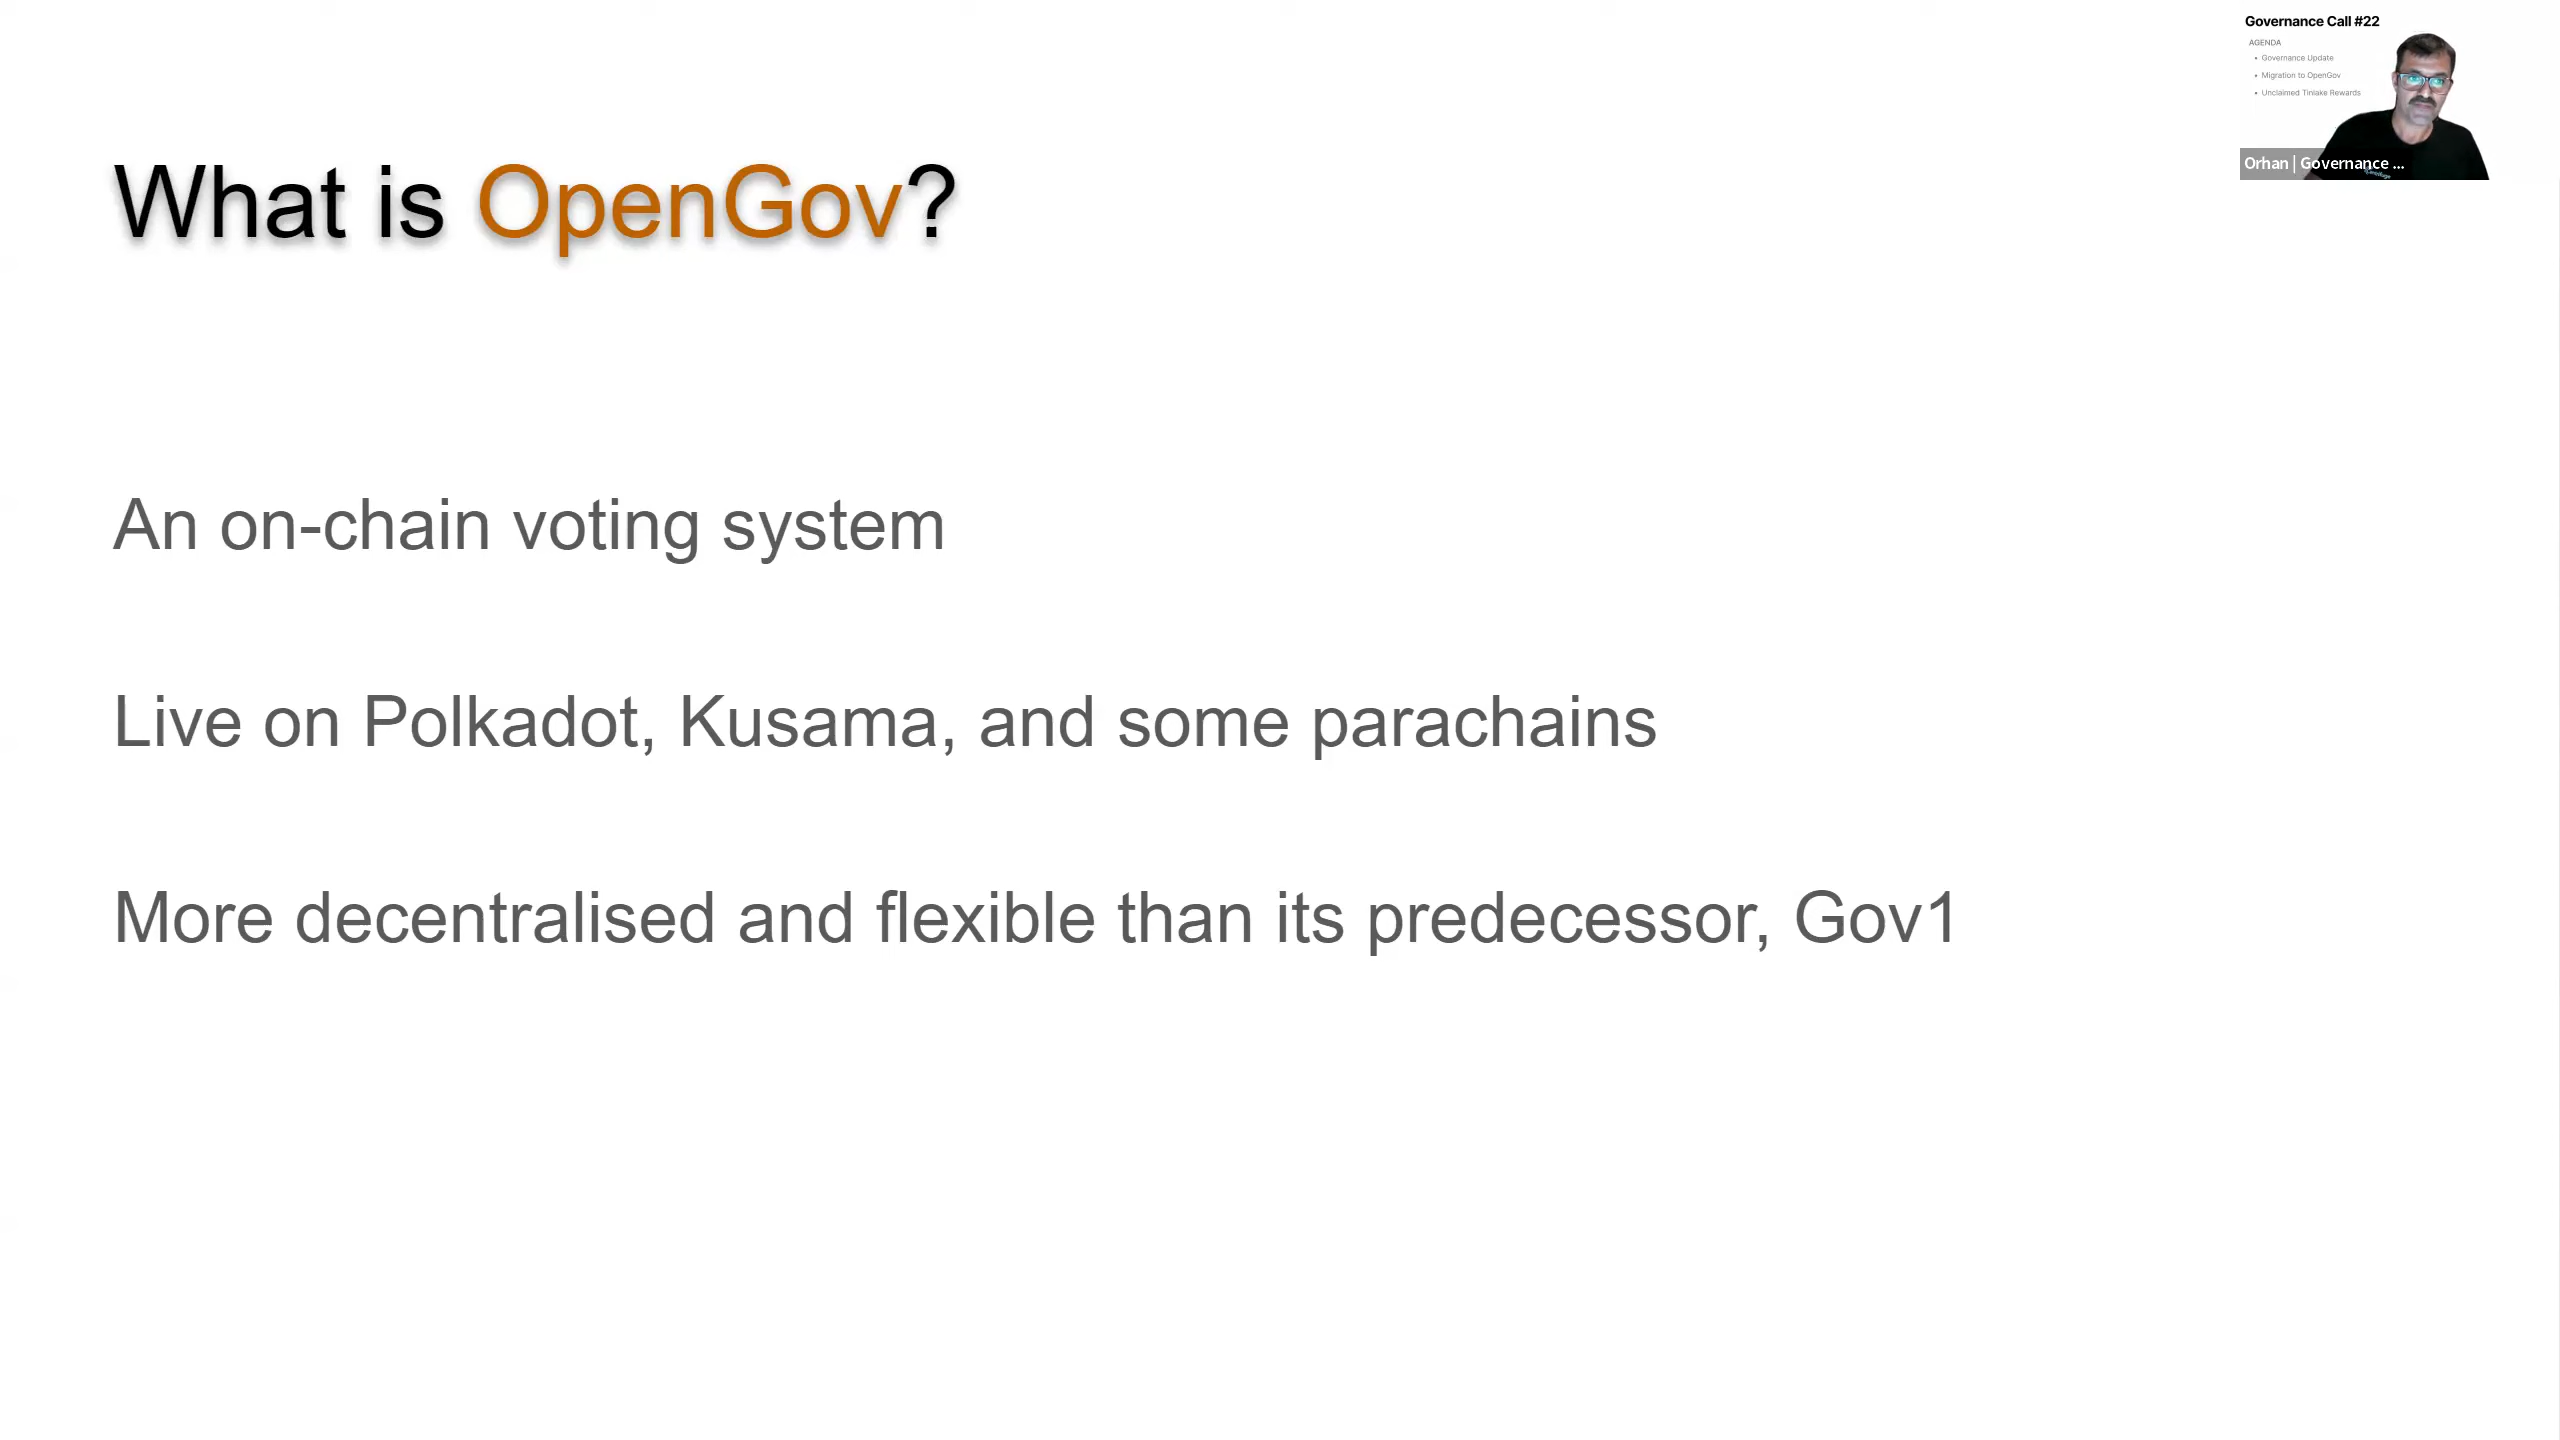 Governance Call #22
AGENDA
• Governance Update
• Migration to OpenGov
• Unclaimed Tinlake Rewards
Orhan | Governance ...
What is OpenGov?
An on-chain voting system
Live on Polkadot, Kusama, and some parachains
More decentralised and flexible than its predecessor, Gov1